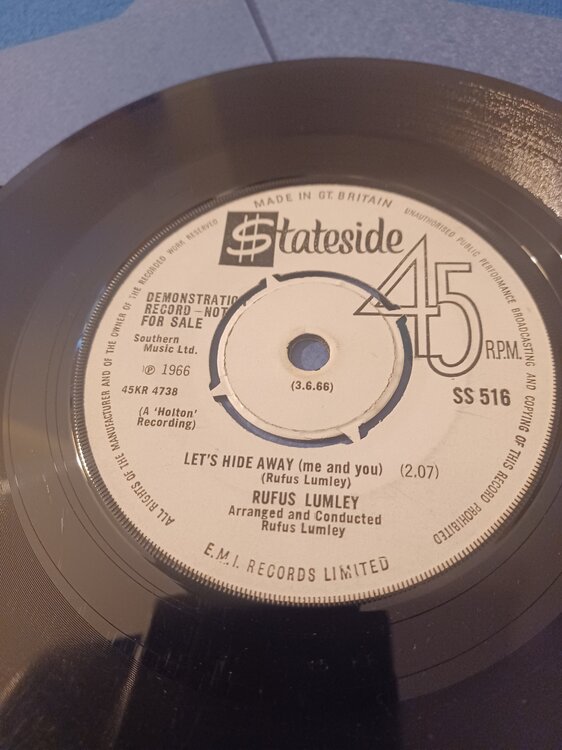 MADE IN GT. BRITAIN
$tateside
45
R.P.M.
DEMONSTRATION
RECORD - NOT
FOR SALE
Southern
Music Ltd.
℗ 1966
45KR 4738
(A 'Holton'
Recording)
(3.6.66)
SS 516
LET'S HIDE AWAY (me and you) (2.07)
(Rufus Lumley)
RUFUS LUMLEY
Arranged and Conducted
Rufus Lumley
E.M.I. RECORDS LIMITED
ALL RIGHTS OF THE MANUFACTURER AND OF THE OWNER OF THE RECORDED WORK RESERVED
UNAUTHORISED PUBLIC PERFORMANCE BROADCASTING AND COPYING OF THIS RECORD PROHIBITED